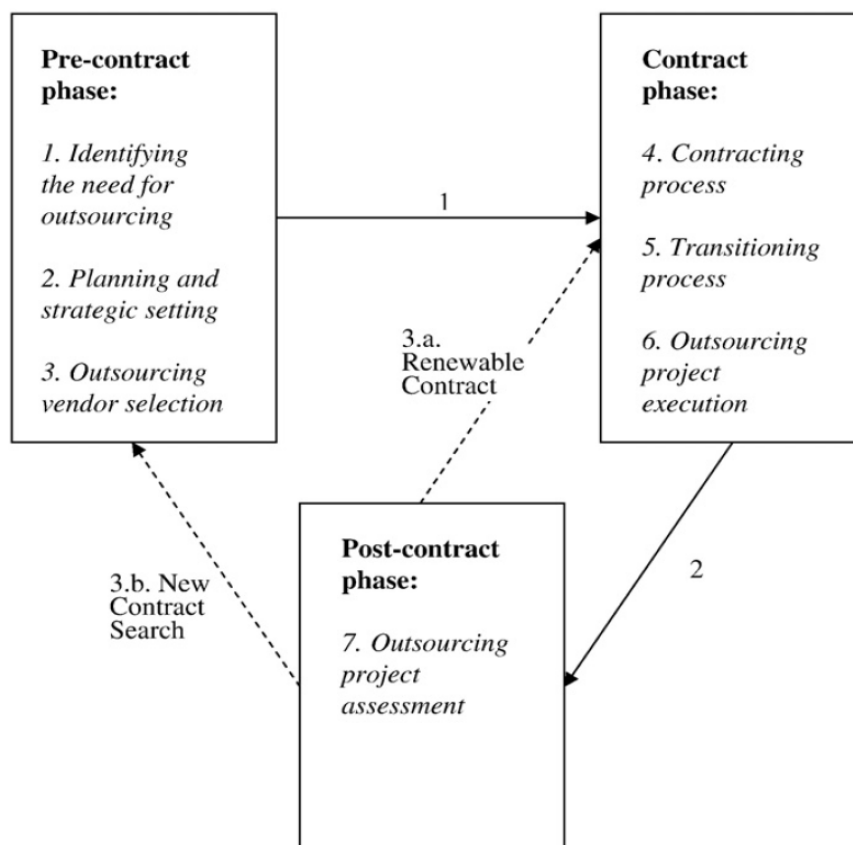 Pre-contract
phase:
1. Identifying
the need for
outsourcing
2. Planning and
strategic setting
3. Outsourcing
vendor selection
1
Contract
phase:
4. Contracting
process
5. Transitioning
process
6. Outsourcing
project
execution
3.a.
Renewable
Contract
2
3.b. New
Contract
Search
Post-contract
phase:
7. Outsourcing
project
assessment